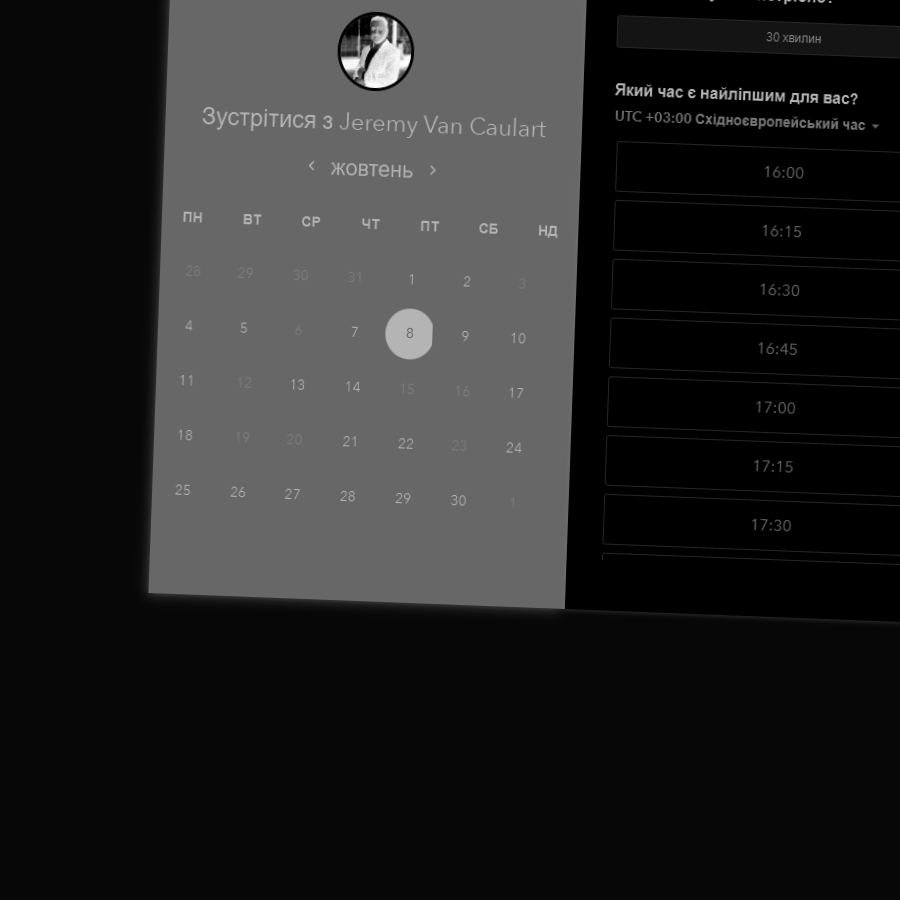 Зустрітися з Jeremy Van Caulart
жовтень
ПН ВТ СР ЧТ ПТ СБ НД
28 29 30 31 1 2 3
4 5 6 7 8 9 10
11 12 13 14 15 16 17
18 19 20 21 22 23 24
25 26 27 28 29 30 1
30 хвилин
Який час є найліпшим для вас?
UTC +03:00 Східноєвропейський час
16:00
16:15
16:30
16:45
17:00
17:15
17:30